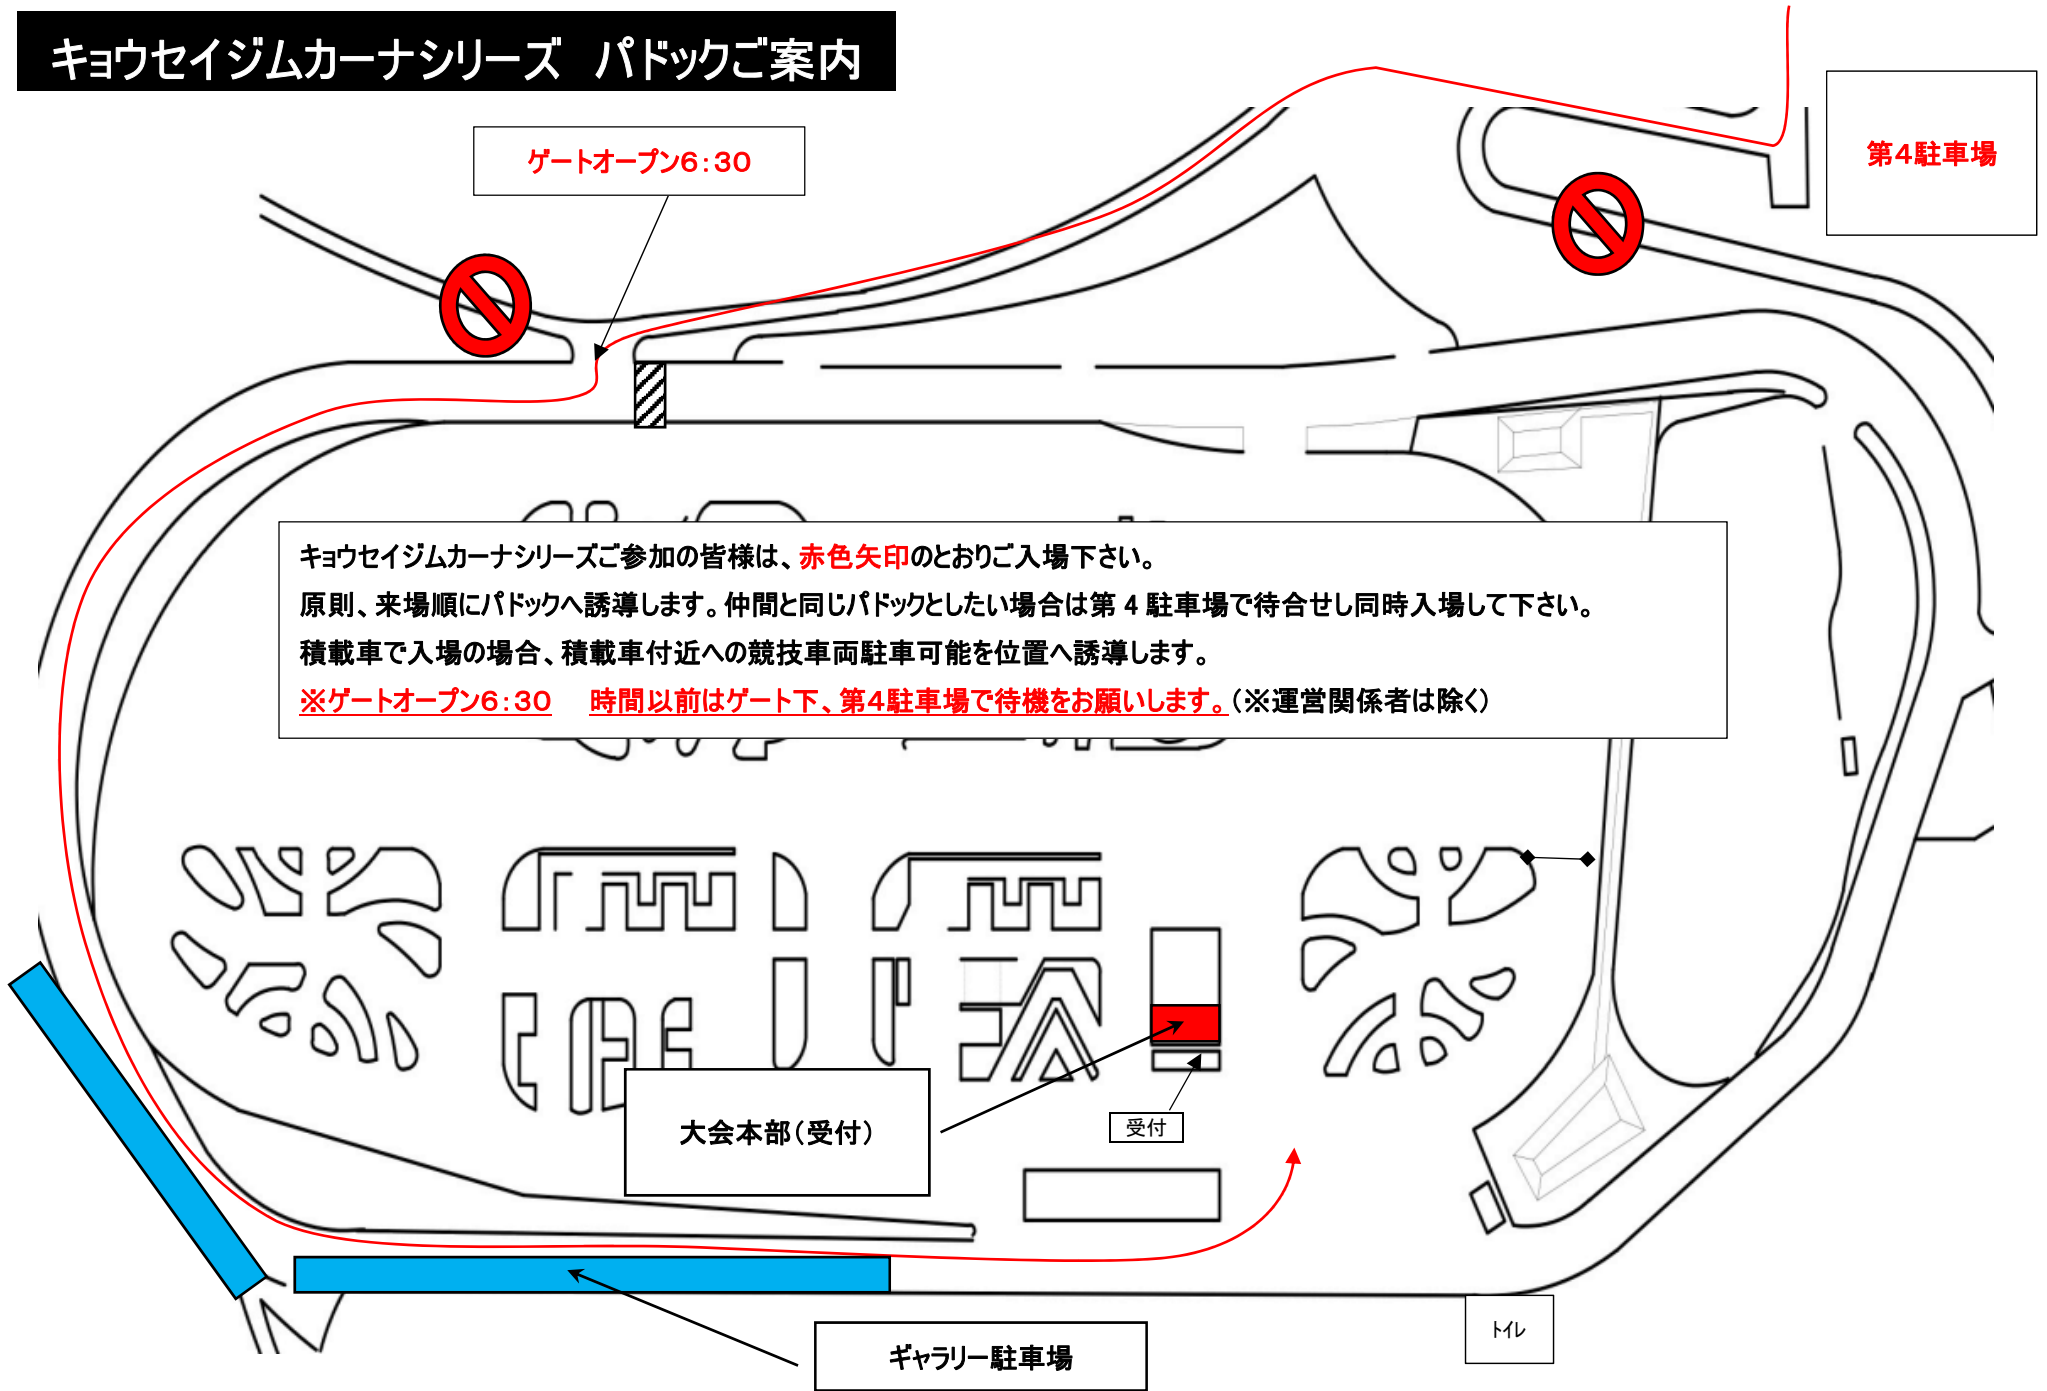 キョウセイジムカーナシリーズ　パドックご案内
ゲートオープン6：30
第4駐車場
キョウセイジムカーナシリーズご参加の皆様は、赤色矢印のとおりご入場下さい。
原則、来場順にパドックへ誘導します。仲間と同じパドックとしたい場合は第 4 駐車場で待合せし同時入場して下さい。
積載車で入場の場合、積載車付近への競技車両駐車可能を位置へ誘導します。
※ゲートオープン6：30　時間以前はゲート下、第4駐車場で待機をお願いします。（※運営関係者は除く）
大会本部（受付）
受付
ギャラリー駐車場
トイレ